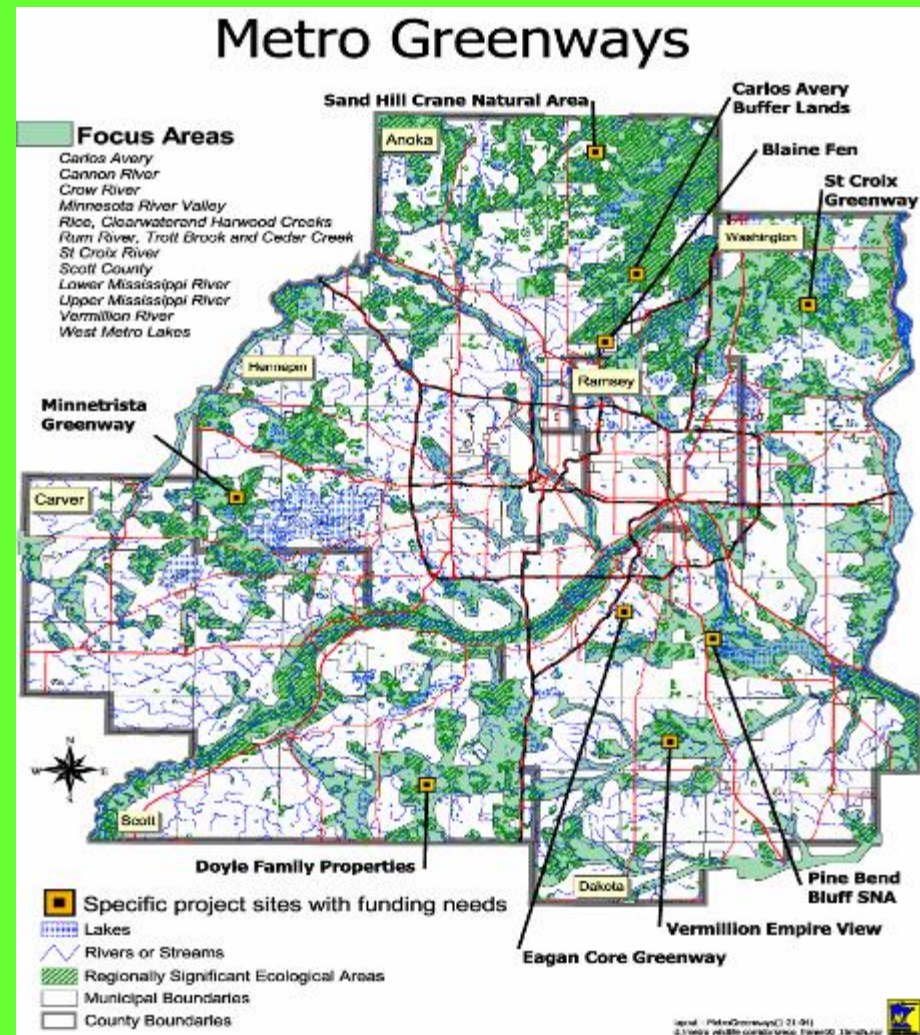 Metro Greenways
Sand Hill Crane Natural Area
Carlos Avery
Buffer Lands
Blaine Fen
St Croix
Greenway
Focus Areas
Carlos Avery
Cannon River
Crow River
Minnesota River Valley
Rice, Clearwaterand Harwood Creeks
Rum River, Trott Brook and Cedar Creek
St Croix River
Scott County
Lower Mississippi River
Upper Mississippi River
Vermillion River
West Metro Lakes
Anoka
Washington
Hennepin
Ramsey
Minnetrista
Greenway
Carver
N
W
E
S
Scott
Doyle Family Properties
Dakota
Pine Bend
Bluff SNA
Vermillion Empire View
Eagan Core Greenway
Specific project sites with funding needs
Lakes
Rivers or Streams
Regionally Significant Ecological Areas
Municipal Boundaries
County Boundaries